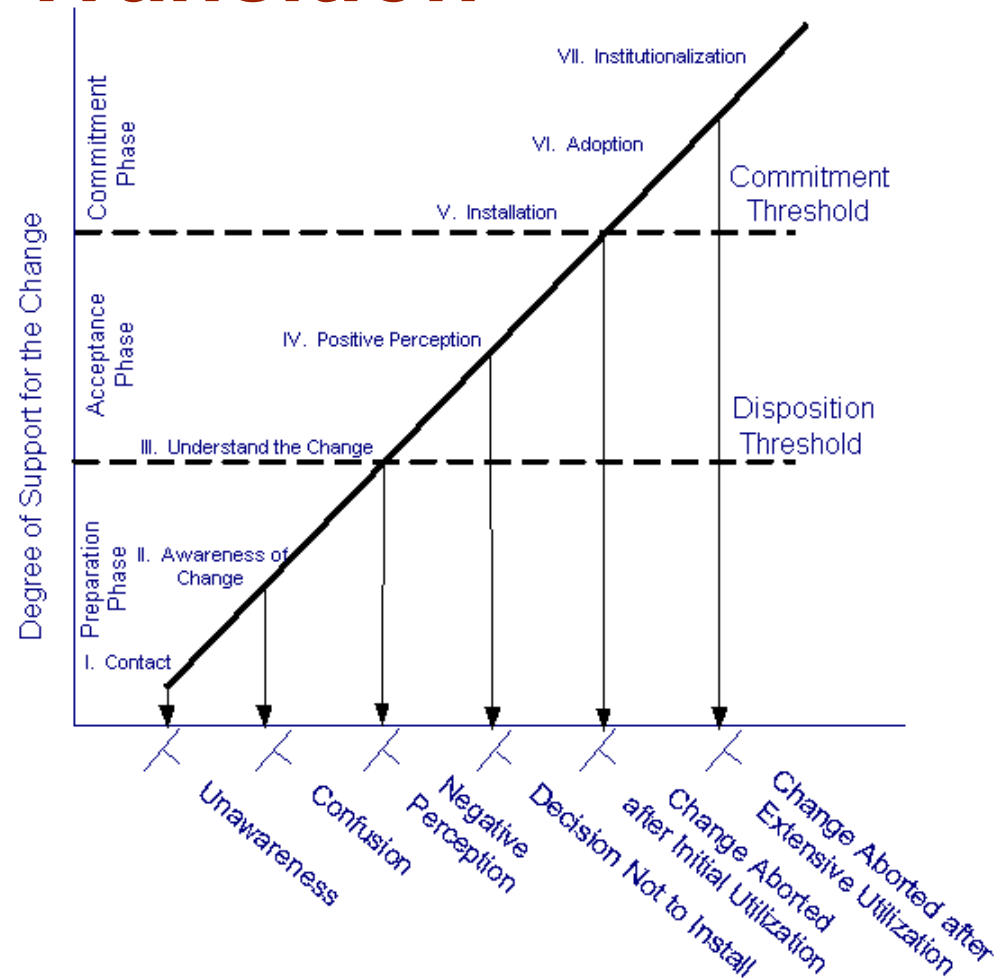 Transition
VII. Institutionalization
VI. Adoption
Commitment
Threshold
V. Installation
Commitment
Phase
IV. Positive Perception
Acceptance
Phase
Disposition
Threshold
III. Understand the Change
Degree of Support for the Change
Preparation
Phase
II. Awareness of
Change
I. Contact
Unawareness
Confusion
Negative
Perception
Decision Not to Install
Change Aborted
after Initial Utilization
Change Aborted after
Extensive Utilization